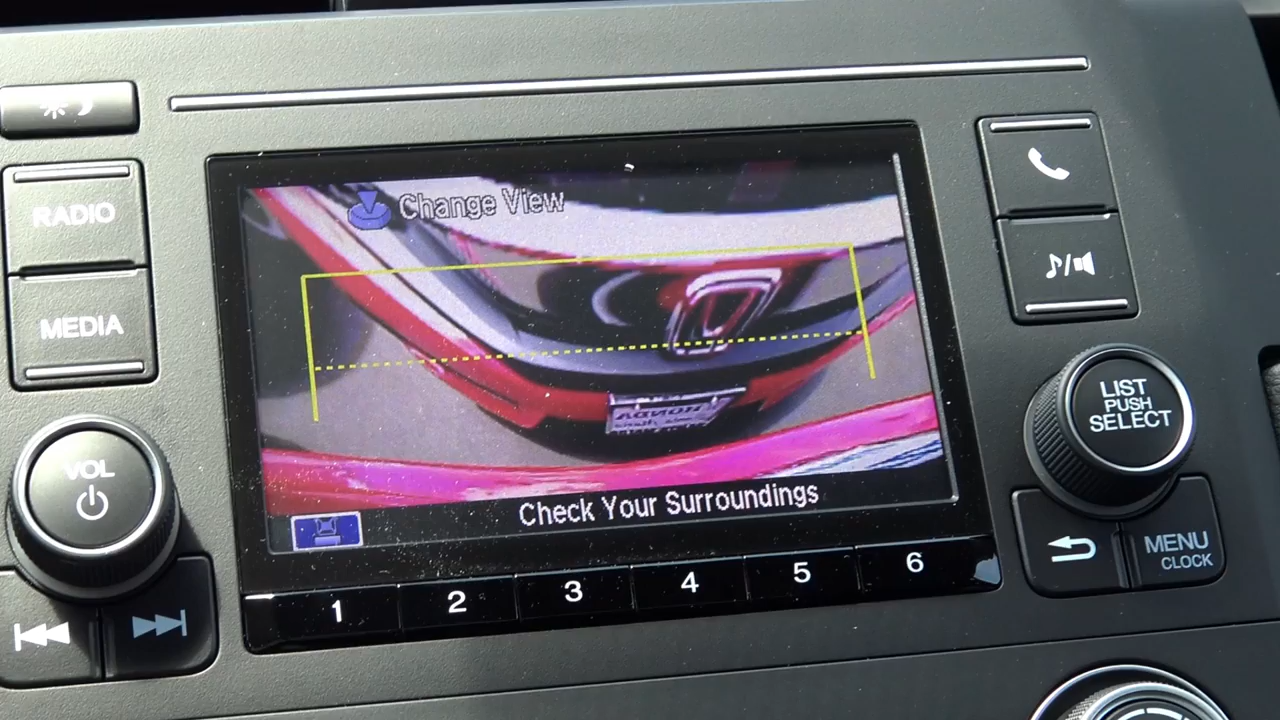 RADIO
MEDIA
VOL
Change View
Check Your Surroundings
1 2 3 4 5 6
LIST
PUSH
SELECT
MENU
CLOCK